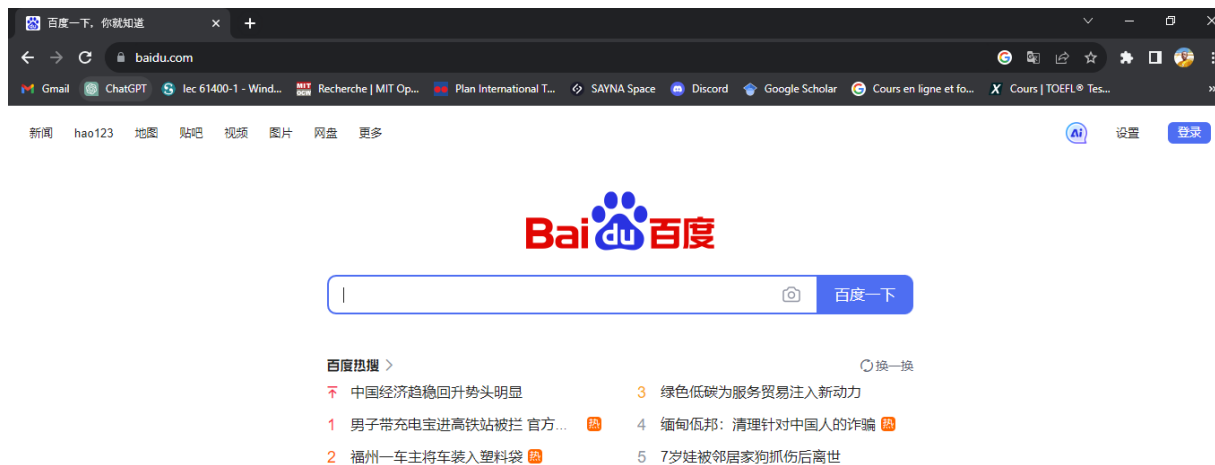 百度一下，你就知道
baidu.com
Gmail ChatGPT Iec 61400-1 - Wind... Recherche | MIT Op... Plan International T... SAYNA Space Discord Google Scholar Cours en ligne et fo... Cours | TOEFL® Tes... »
新闻 hao123 地图 贴吧 视频 图片 网盘 更多 Ai 设置 登录
Bai du 百度
百度一下
百度热搜 换一换
中国经济趋稳回升势头明显 3 绿色低碳为服务贸易注入新动力
1 男子带充电宝进高铁站被拦 官方... 热 4 缅甸佤邦：清理针对中国人的诈骗 热
2 福州一车主将车装入塑料袋 热 5 7岁娃被邻居家狗抓伤后离世